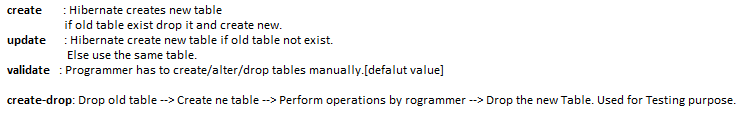 create : Hibernate creates new table
if old table exist drop it and create new.
update : Hibernate create new table if old table not exist.
Else use the same table.
validate : Programmer has to create/alter/drop tables manually.[defalut value]
create-drop: Drop old table --> Create ne table --> Perform operations by rogrammer --> Drop the new Table. Used for Testing purpose.